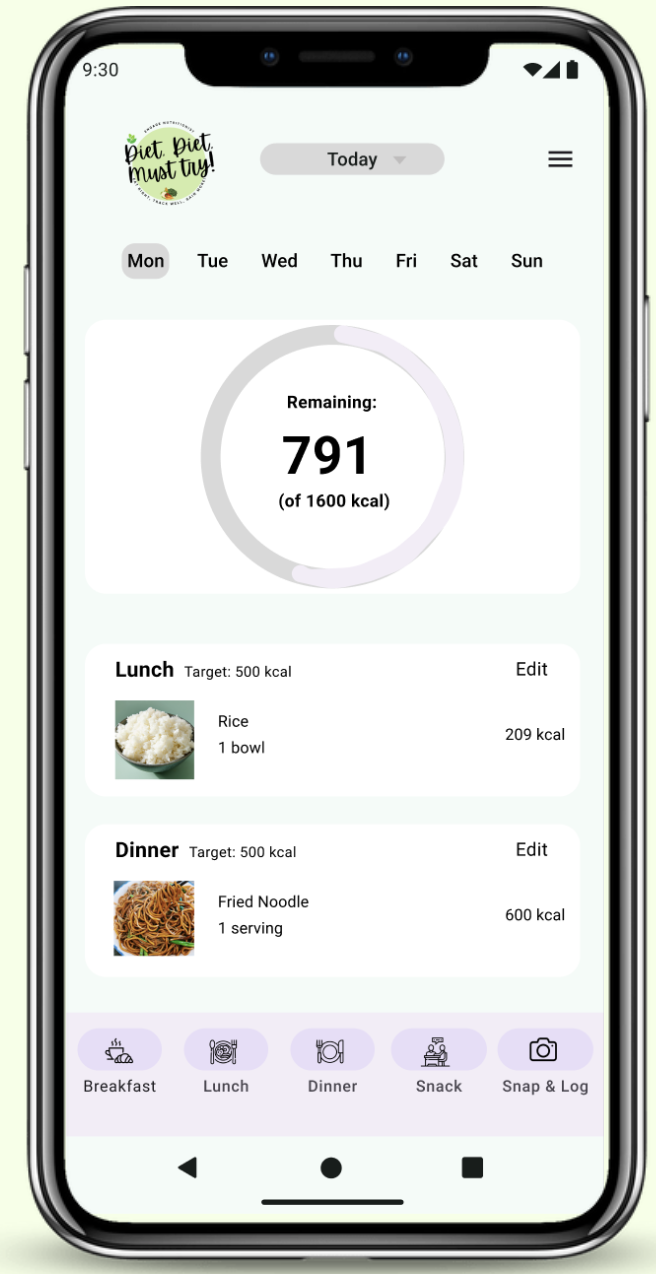 9:30
Diet. Diet.
Must try!
Today
Mon Tue Wed Thu Fri Sat Sun
Remaining:
791
(of 1600 kcal)
Lunch Target: 500 kcal Edit
Rice
1 bowl
209 kcal
Dinner Target: 500 kcal Edit
Fried Noodle
1 serving
600 kcal
Breakfast Lunch Dinner Snack Snap & Log